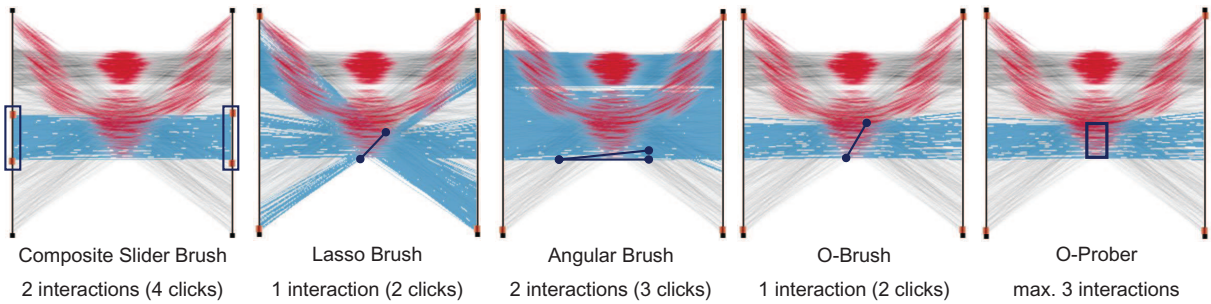 Composite Slider Brush
2 interactions (4 clicks)
Lasso Brush
1 interaction (2 clicks)
Angular Brush
2 interactions (3 clicks)
O-Brush
1 interaction (2 clicks)
O-Prober
max. 3 interactions